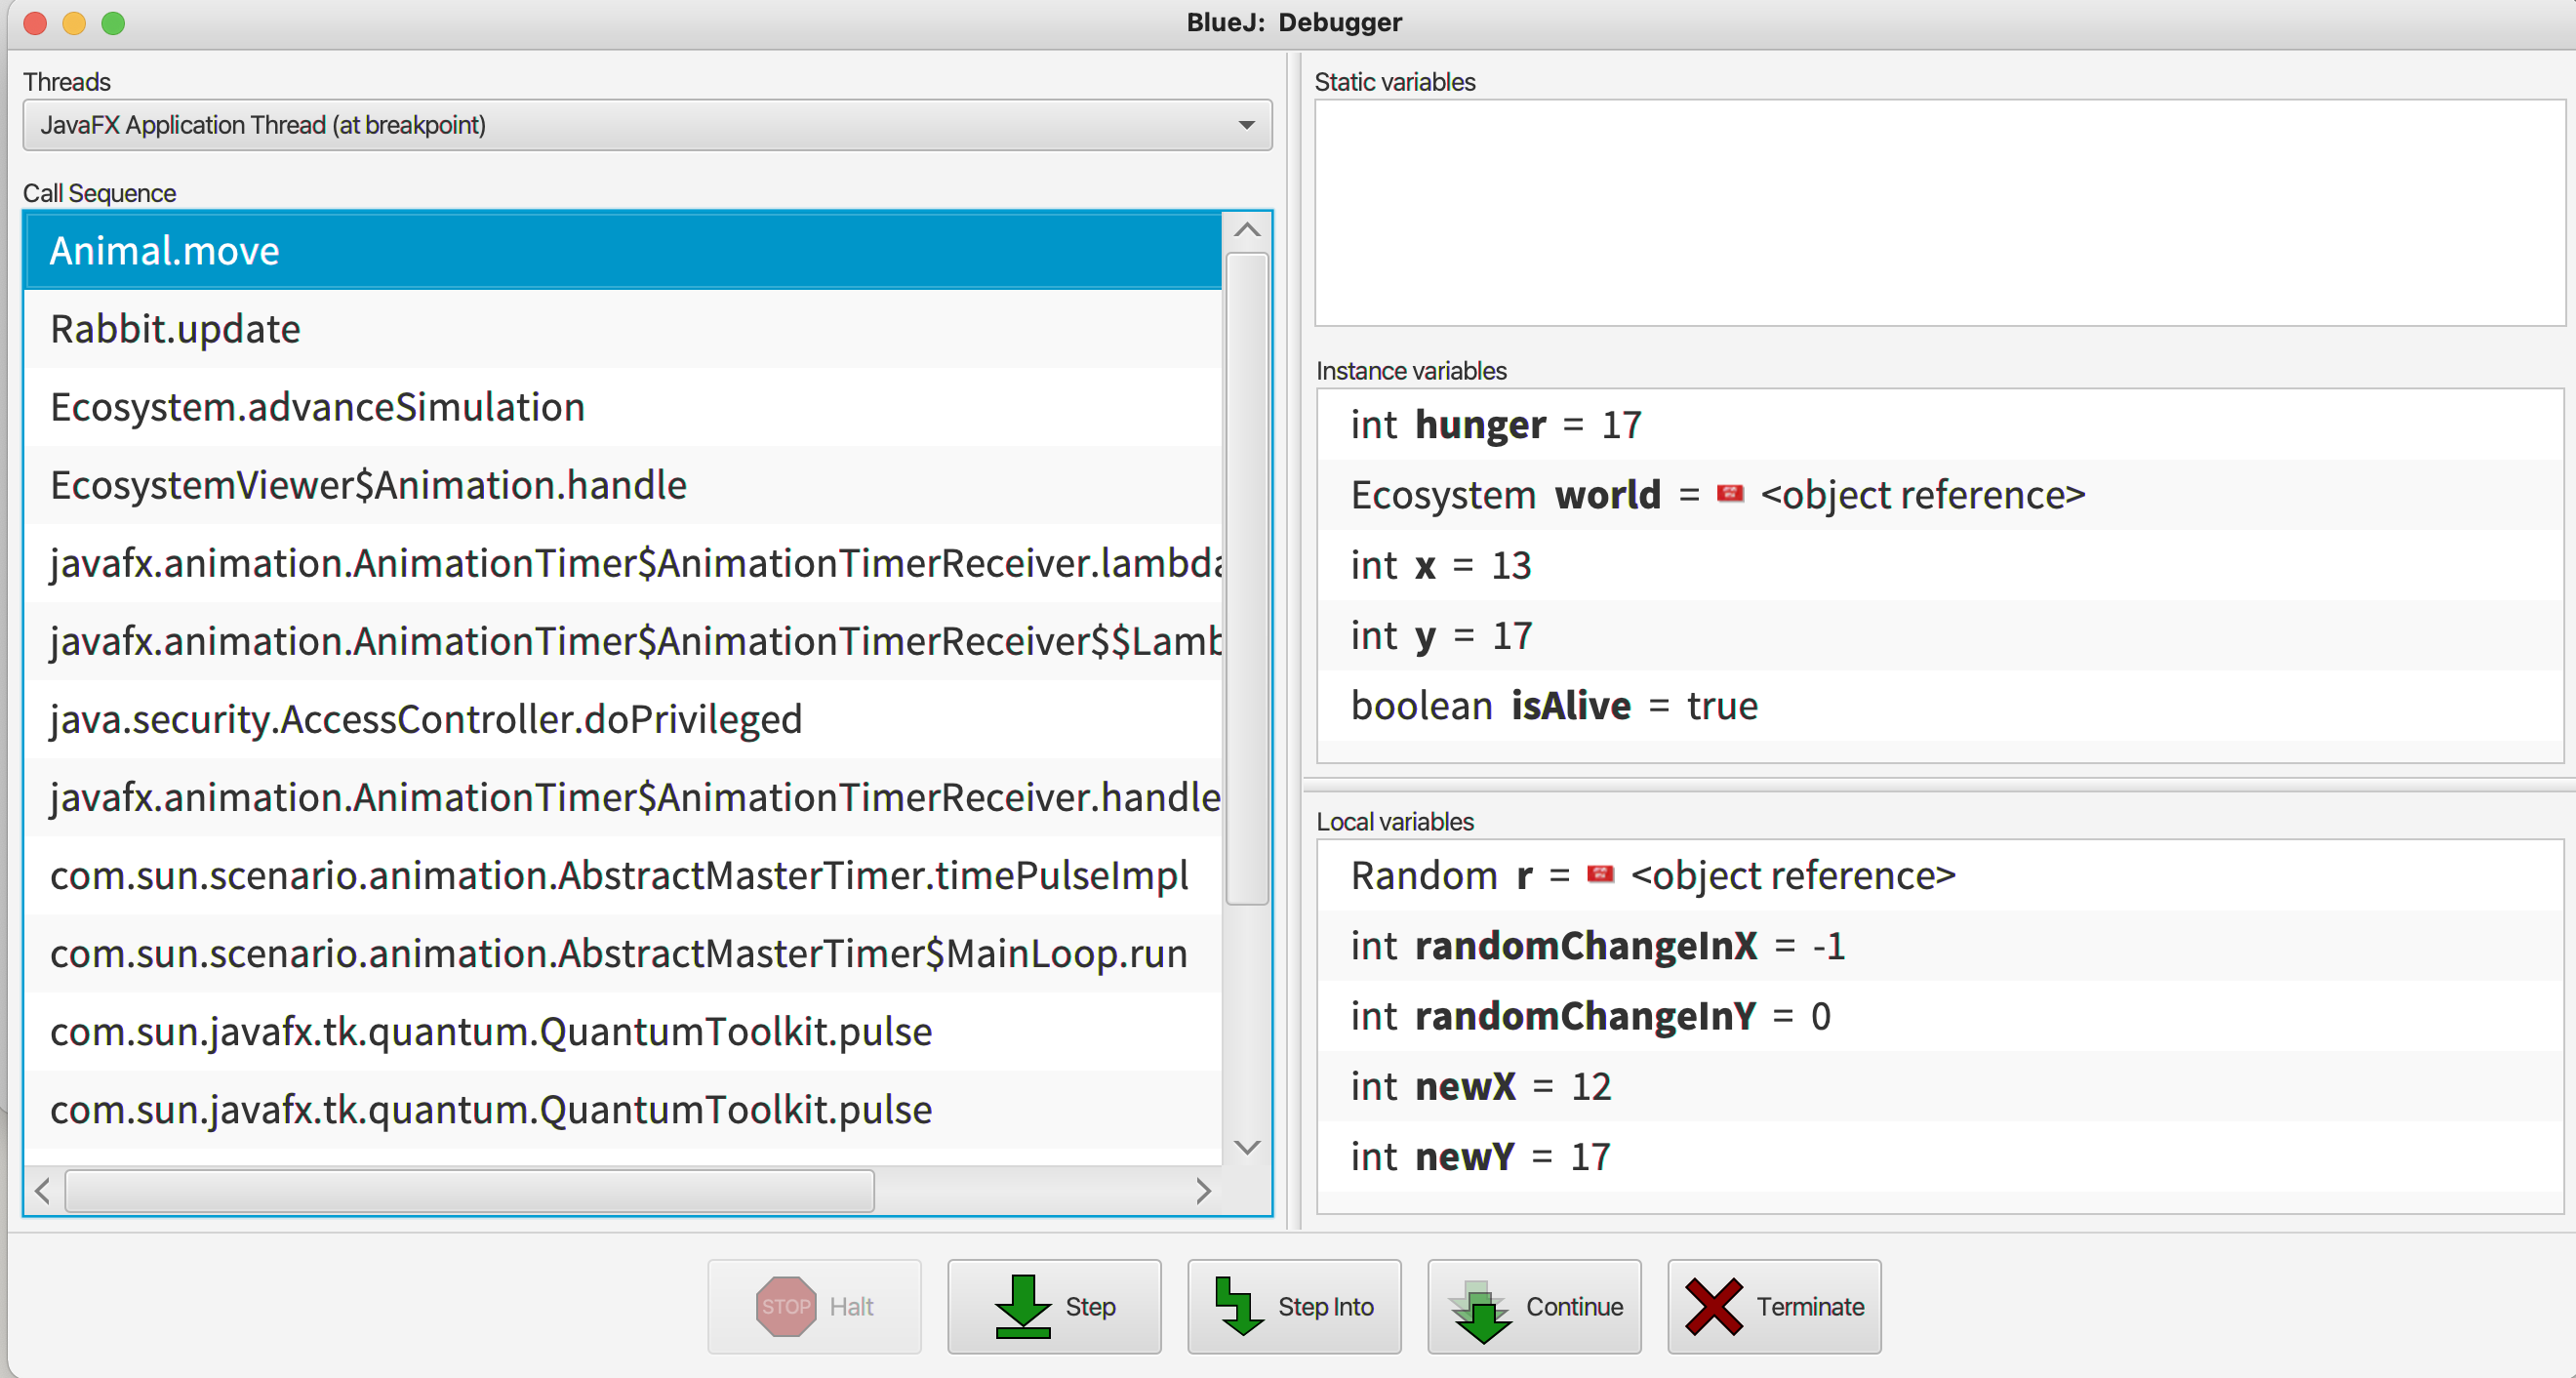 BlueJ: Debugger
Threads
JavaFX Application Thread (at breakpoint)
Call Sequence
Animal.move
Rabbit.update
Ecosystem.advanceSimulation
EcosystemViewer$Animation.handle
javafx.animation.AnimationTimer$AnimationTimerReceiver.lambda
javafx.animation.AnimationTimer$AnimationTimerReceiver$$Lamb
java.security.AccessController.doPrivileged
javafx.animation.AnimationTimer$AnimationTimerReceiver.handle
com.sun.scenario.animation.AbstractMasterTimer.timePulseImpl
com.sun.scenario.animation.AbstractMasterTimer$MainLoop.run
com.sun.javafx.tk.quantum.QuantumToolkit.pulse
com.sun.javafx.tk.quantum.QuantumToolkit.pulse
Static variables
Instance variables
int hunger = 17
Ecosystem world = <object reference>
int x = 13
int y = 17
boolean isAlive = true
Local variables
Random r = <object reference>
int randomChangeInX = -1
int randomChangeInY = 0
int newX = 12
int newY = 17
STOP Halt
Step
Step Into
Continue
Terminate